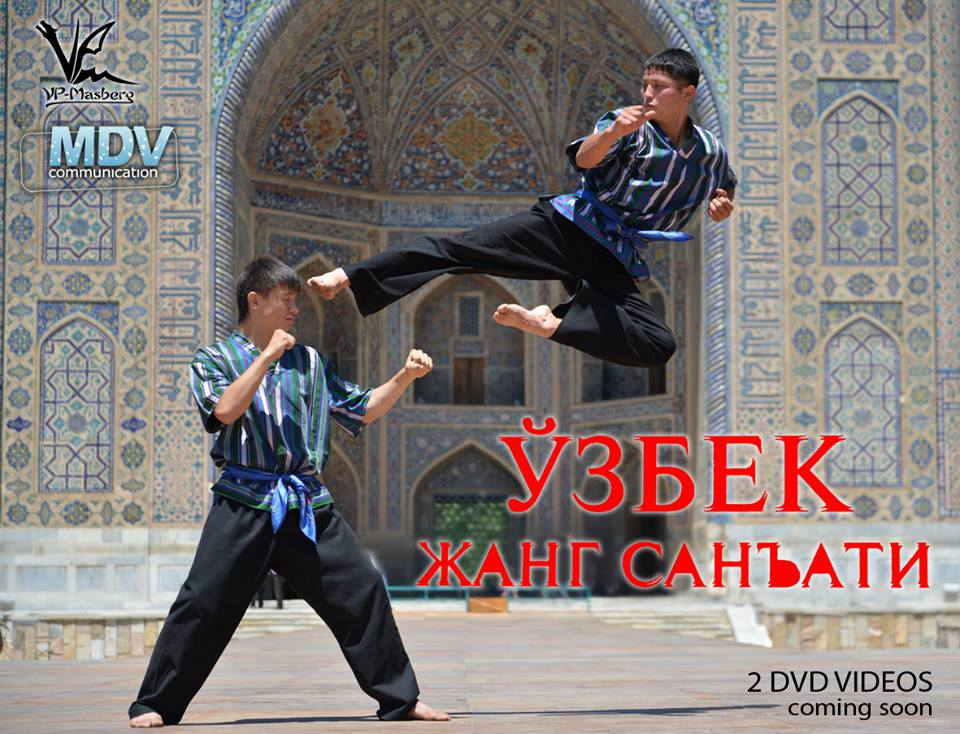 VP-Masberg
MDV
communication
ЎЗБЕК
ЖАНГ САНЪАТИ
2 DVD VIDEOS
coming soon